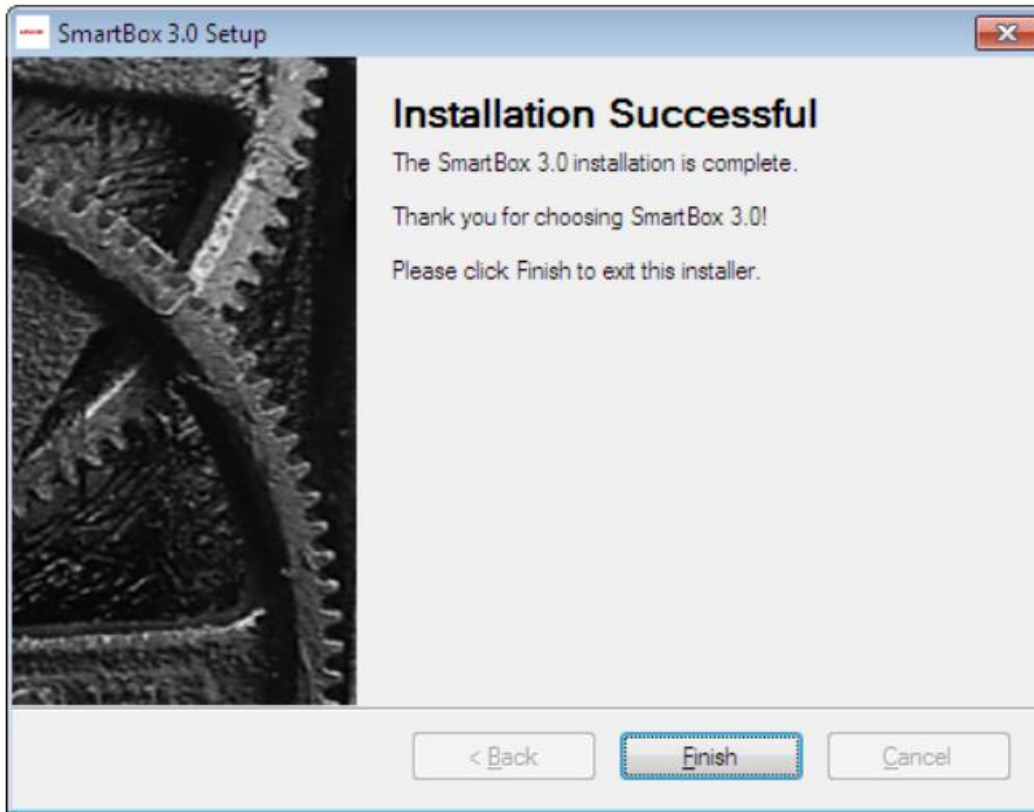 SmartBox 3.0 Setup
Installation Successful
The SmartBox 3.0 installation is complete.
Thank you for choosing SmartBox 3.0!
Please click Finish to exit this installer.
< Back
Finish
Cancel